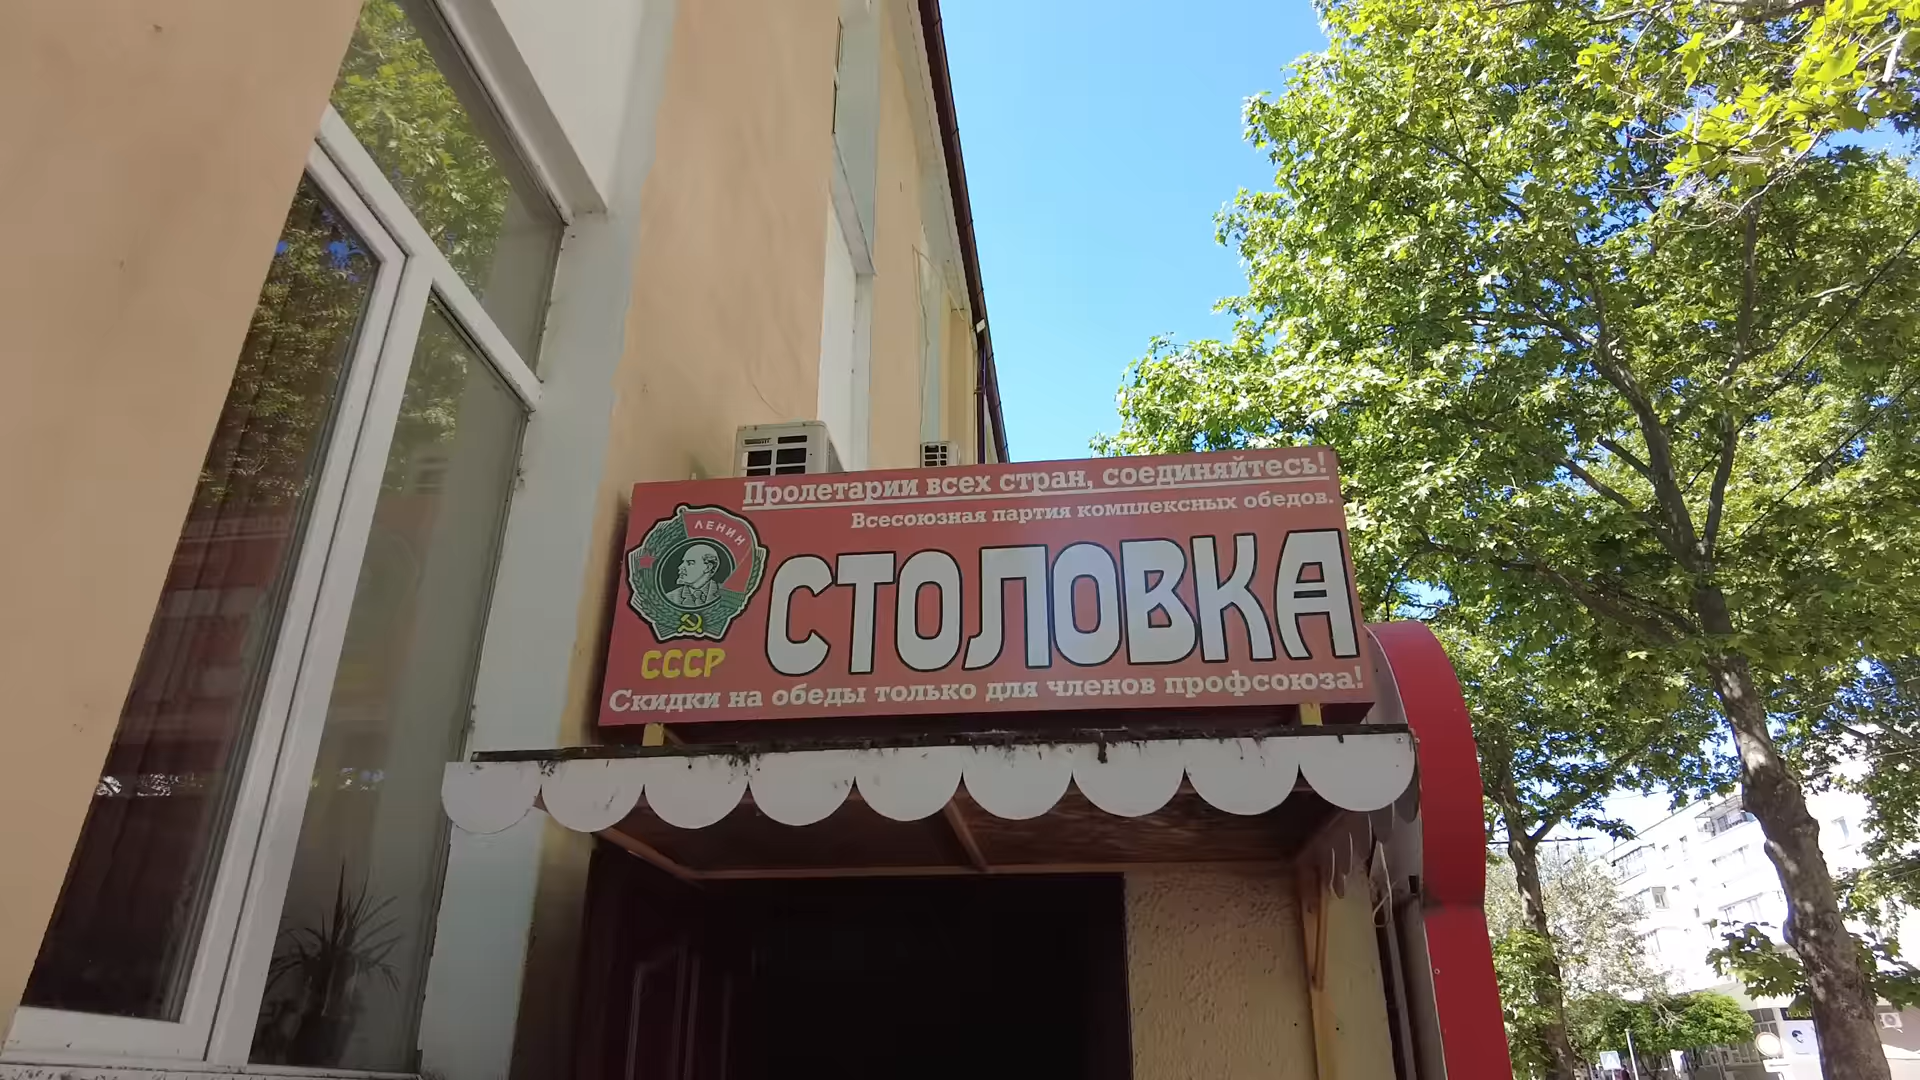 Пролетарии всех стран, соединяйтесь!
Всесоюзная партия комплексных обедов.
ЛЕНИН
СТОЛОВКА
СССР
Скидки на обеды только для членов профсоюза!